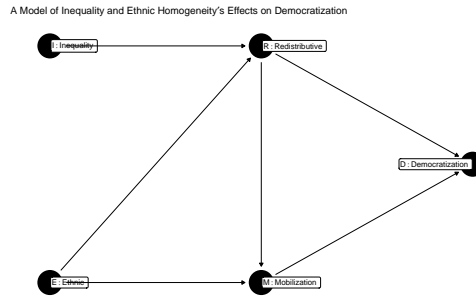 A Model of Inequality and Ethnic Homogeneity's Effects on Democratization
I : Inequality
R : Redistributive
D : Democratization
E : Ethnic
M : Mobilization